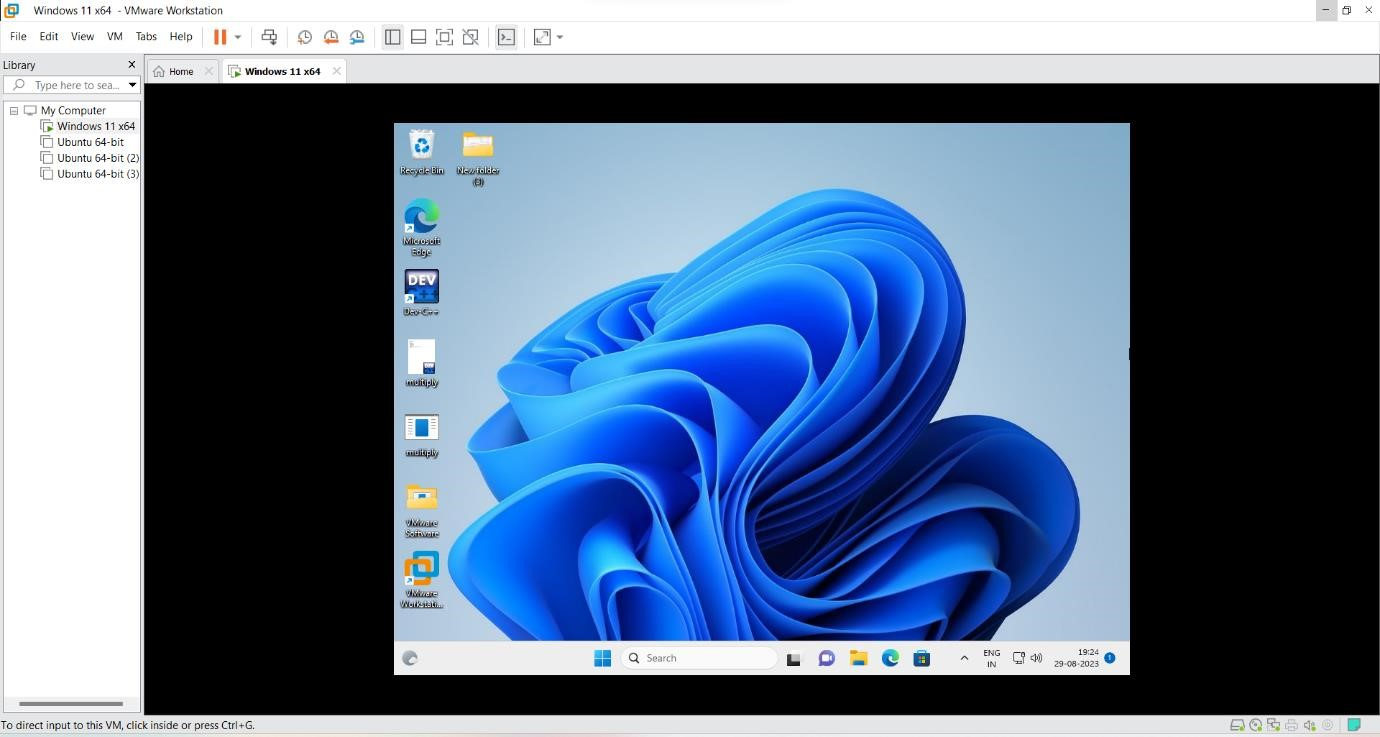 Windows 11 x64 - VMware Workstation
File Edit View VM Tabs Help
Library
Type here to sea...
My Computer
Windows 11 x64
Ubuntu 64-bit
Ubuntu 64-bit (2)
Ubuntu 64-bit (3)
Home
Windows 11 x64
Recycle Bin
New folder
(3)
Microsoft
Edge
DEV
C++
Dev-C++
multiply
multiply
VMware
Software
VMware
Workstati...
Search
ENG
IN
19:24
29-08-2023
1
To direct input to this VM, click inside or press Ctrl+G.